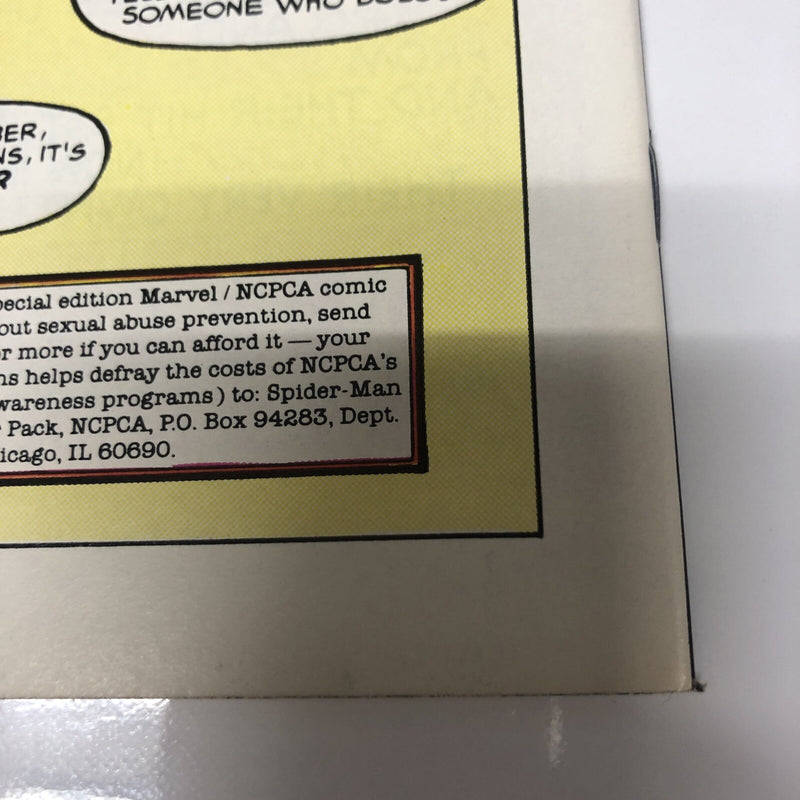 SOMEONE WHO
BER,
NS, IT'S
?
pecial edition Marvel / NCPCA comic
out sexual abuse prevention, send
r more if you can afford it — your
ns helps defray the costs of NCPCA's
wareness programs) to: Spider-Man
Pack, NCPCA, P.O. Box 94283, Dept.
icago, IL 60690.